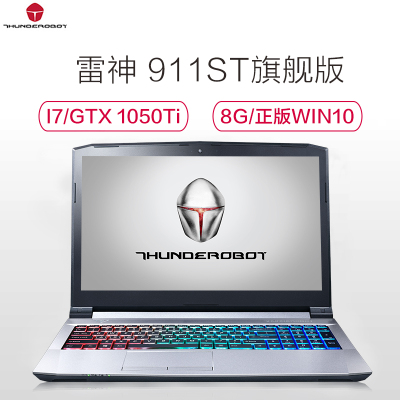 THUNDEROBOT
雷神 911ST旗舰版
I7/GTX 1050Ti
8G/正版WIN10
THUNDEROBOT